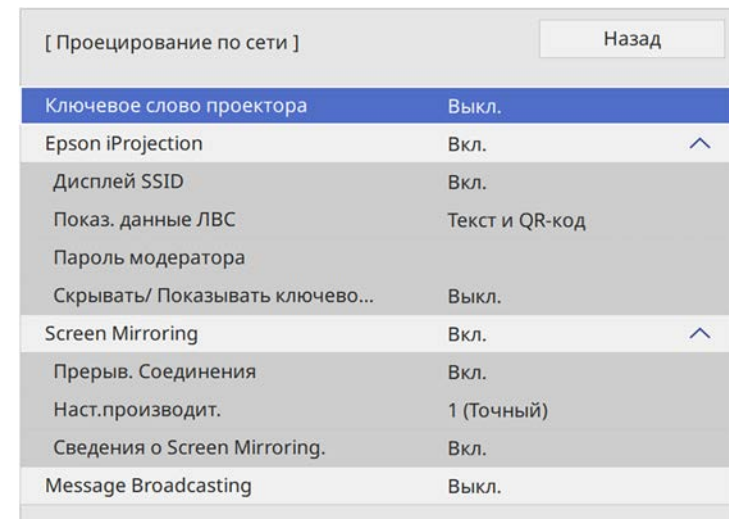 [ Проецирование по сети ] Назад
Ключевое слово проектора Выкл.
Epson iProjection Вкл.
Дисплей SSID Вкл.
Показ. данные ЛВС Текст и QR-код
Пароль модератора
Скрывать/ Показывать ключево... Выкл.
Screen Mirroring Вкл.
Прерыв. Соединения Вкл.
Наст.производит. 1 (Точный)
Сведения о Screen Mirroring. Вкл.
Message Broadcasting Выкл.